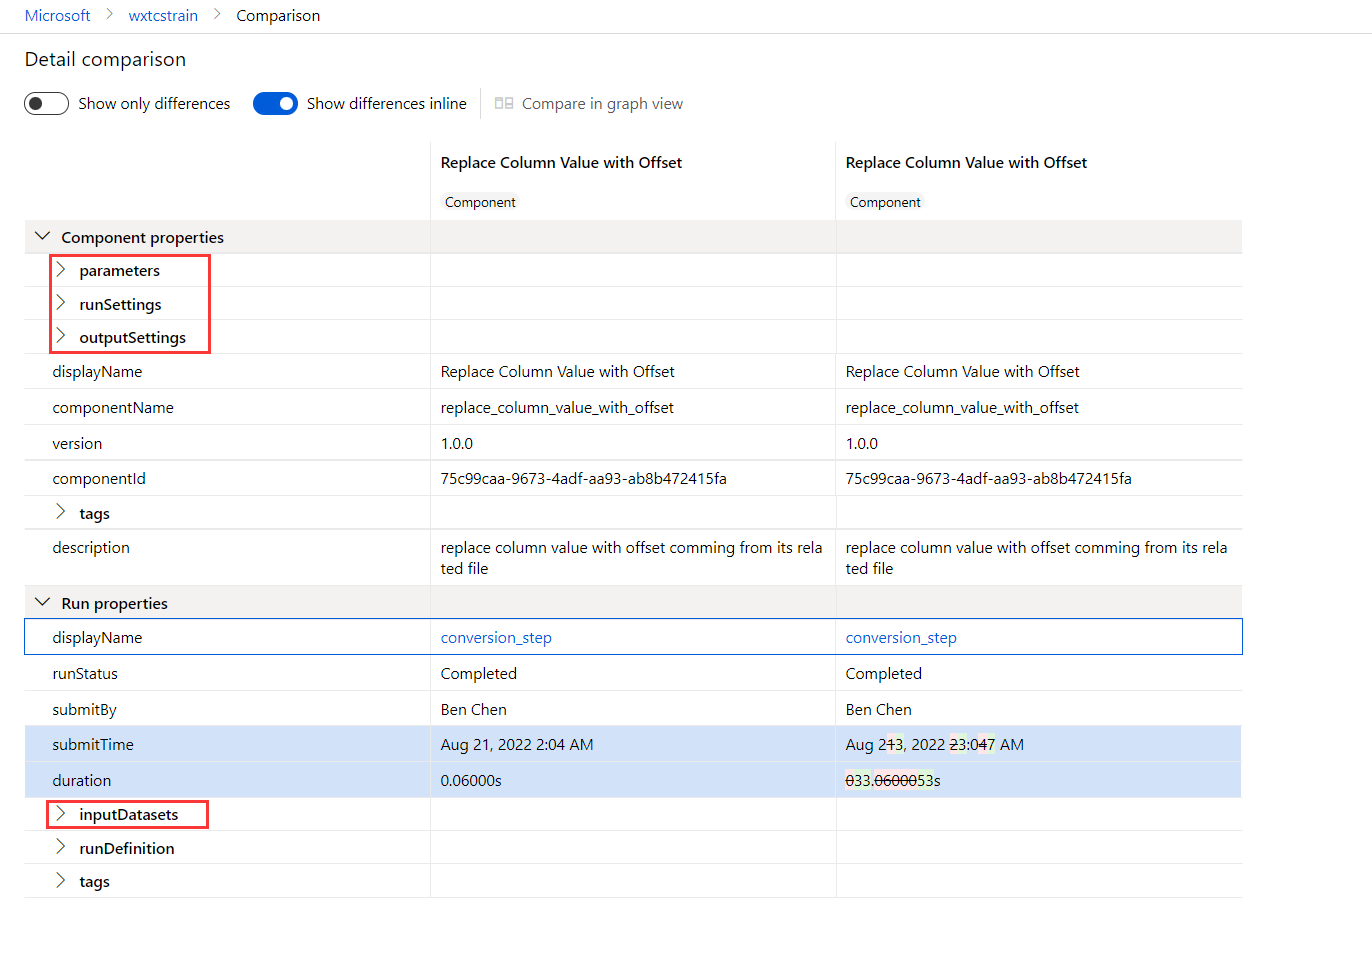 Microsoft > wxtcstrain > Comparison
Detail comparison
Show only differences Show differences inline Compare in graph view
Replace Column Value with Offset Replace Column Value with Offset
Component Component
Component properties
parameters
runSettings
outputSettings
displayName Replace Column Value with Offset Replace Column Value with Offset
componentName replace_column_value_with_offset replace_column_value_with_offset
version 1.0.0 1.0.0
componentId 75c99caa-9673-4adf-aa93-ab8b472415fa 75c99caa-9673-4adf-aa93-ab8b472415fa
tags
description replace column value with offset comming from its rela replace column value with offset comming from its rela
ted file ted file
Run properties
displayName conversion_step conversion_step
runStatus Completed Completed
submitBy Ben Chen Ben Chen
submitTime Aug 21, 2022 2:04 AM Aug 213, 2022 23:047 AM
duration 0.06000s 033.0600053s
inputDatasets
runDefinition
tags